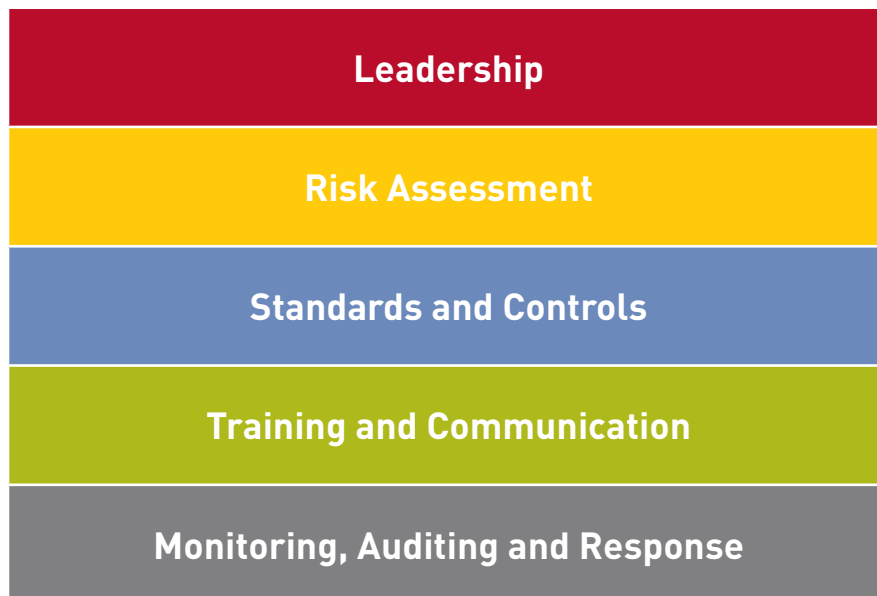 Leadership
Risk Assessment
Standards and Controls
Training and Communication
Monitoring, Auditing and Response